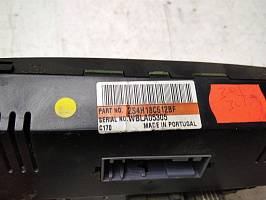 PART NO. 2S4H18C612BF
SERIAL NO. WBLA05305
C170 MADE IN PORTUGAL